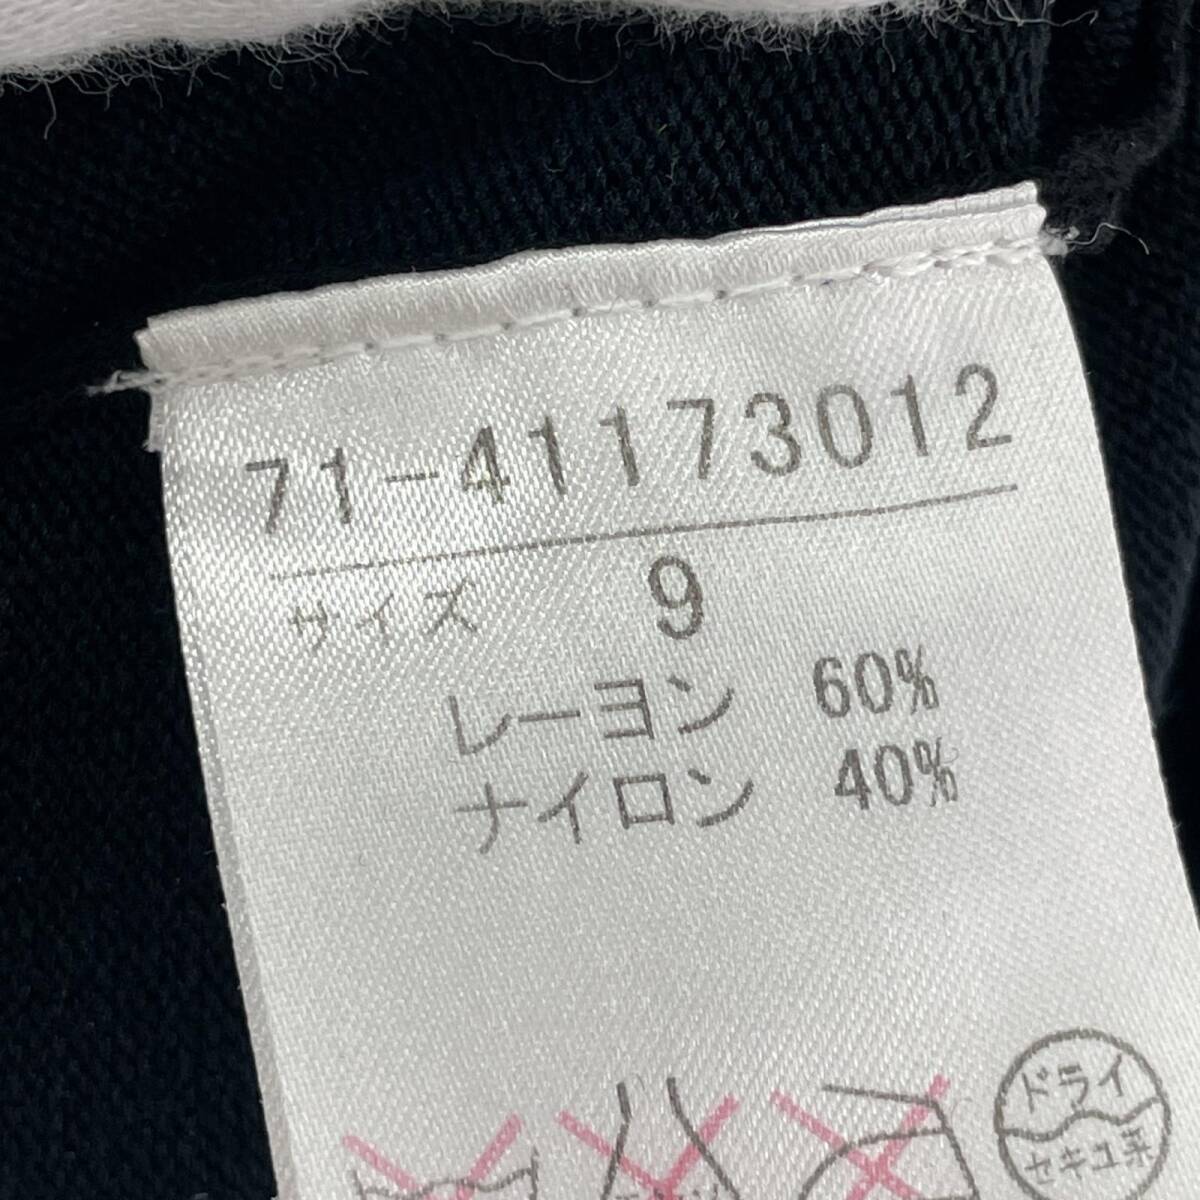 71-41173012
サイズ 9
レーヨン 60%
ナイロン 40%
ドライ
セキユ系